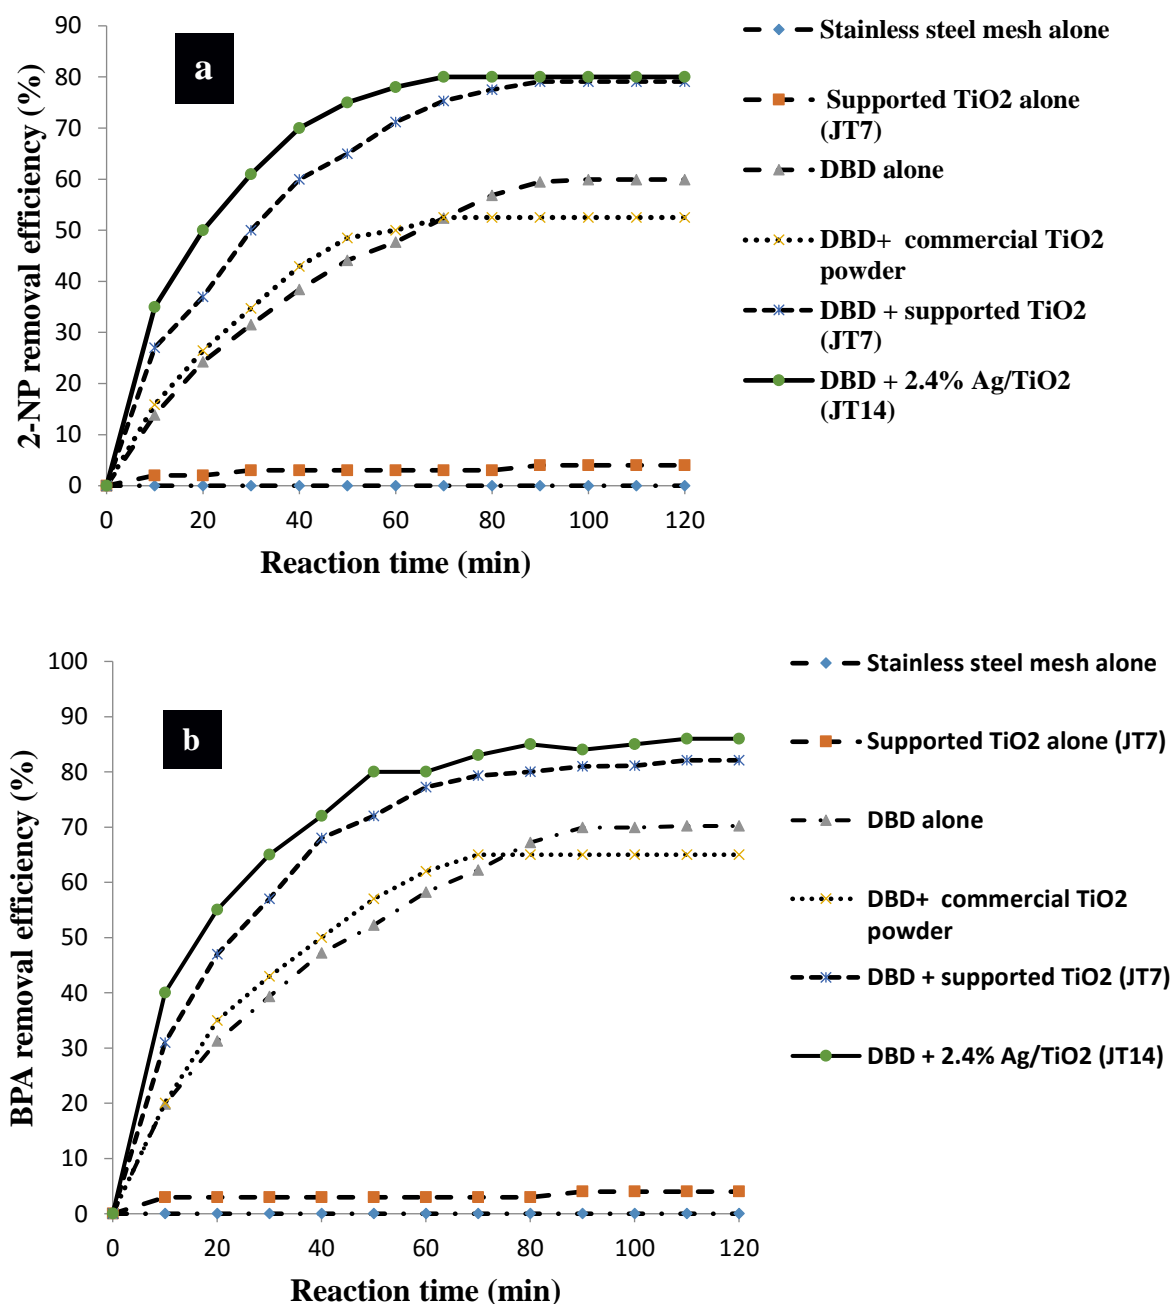 90
80
70
60
50
40
30
20
10
0
2-NP removal efficiency (%)
a
0 20 40 60 80 100 120
Reaction time (min)
Stainless steel mesh alone
Supported TiO2 alone
(JT7)
DBD alone
DBD+ commercial TiO2
powder
DBD + supported TiO2
(JT7)
DBD + 2.4% Ag/TiO2
(JT14)
100
90
80
70
60
50
40
30
20
10
0
BPA removal efficiency (%)
b
0 20 40 60 80 100 120
Reaction time (min)
Stainless steel mesh alone
Supported TiO2 alone (JT7)
DBD alone
DBD+ commercial TiO2
powder
DBD + supported TiO2 (JT7)
DBD + 2.4% Ag/TiO2 (JT14)